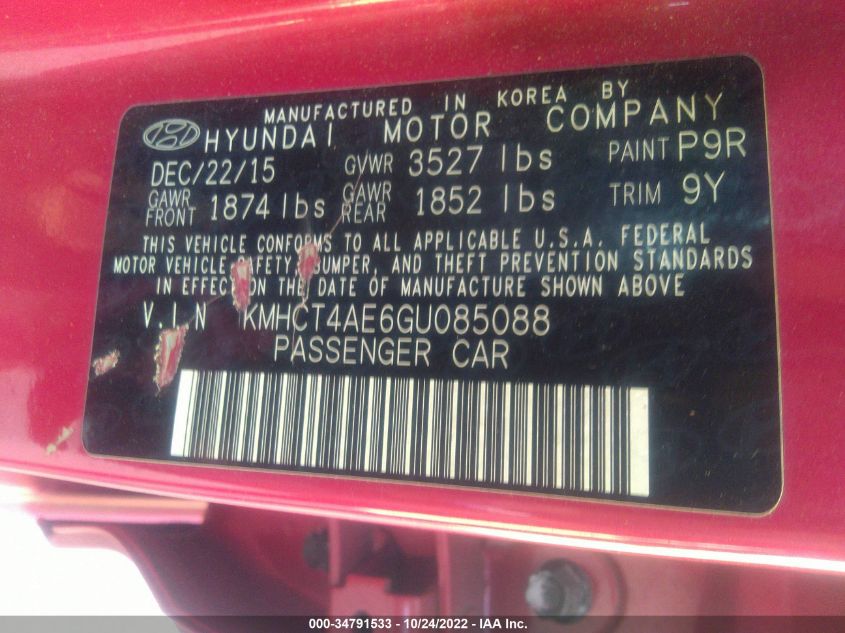 MANUFACTURED IN KOREA BY
HYUNDAI MOTOR COMPANY
DEC/22/15 GVWR 3527 lbs PAINT P9R
GAWR FRONT 1874 lbs GAWR REAR 1852 lbs TRIM 9Y
THIS VEHICLE CONFORMS TO ALL APPLICABLE U.S.A. FEDERAL
MOTOR VEHICLE SAFETY, BUMPER, AND THEFT PREVENTION STANDARDS
IN EFFECT ON THE DATE OF MANUFACTURE SHOWN ABOVE
V.I.N KMHCT4AE6GU085088
PASSENGER CAR
000-34791533 - 10/24/2022 - IAA Inc.